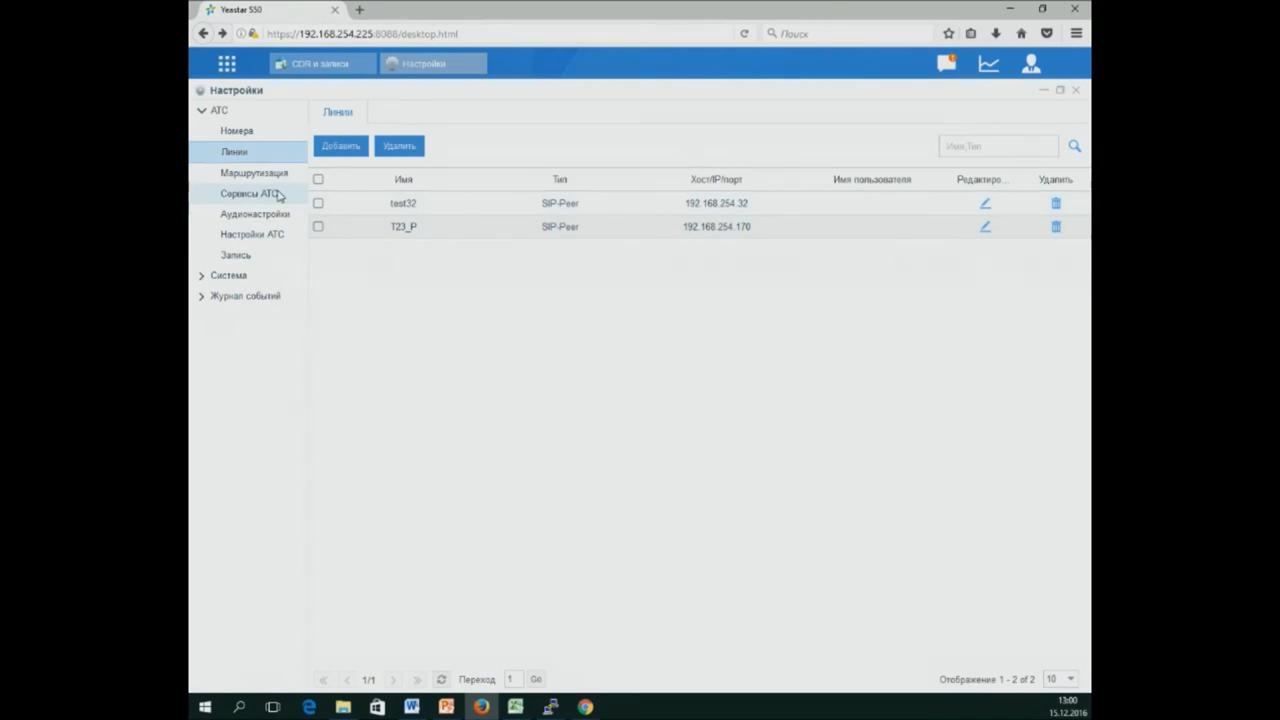 Yeastar S50
https://192.168.254.225:8088/desktop.html
Поиск
CDR и записи
Настройки
Настройки
АТС
Номера
Линии
Маршрутизация
Сервисы АТС
Аудионастройки
Настройки АТС
Запись
Система
Журнал событий
Линии
Добавить
Удалить
Имя,Тип
Имя Тип Хост/IP/порт Имя пользователя Редактиро... Удалить
test32 SIP-Peer 192.168.254.32
T23_P SIP-Peer 192.168.254.170
1/1 Переход 1 Go
Отображение 1 - 2 of 2 10
13:00
15.12.2016